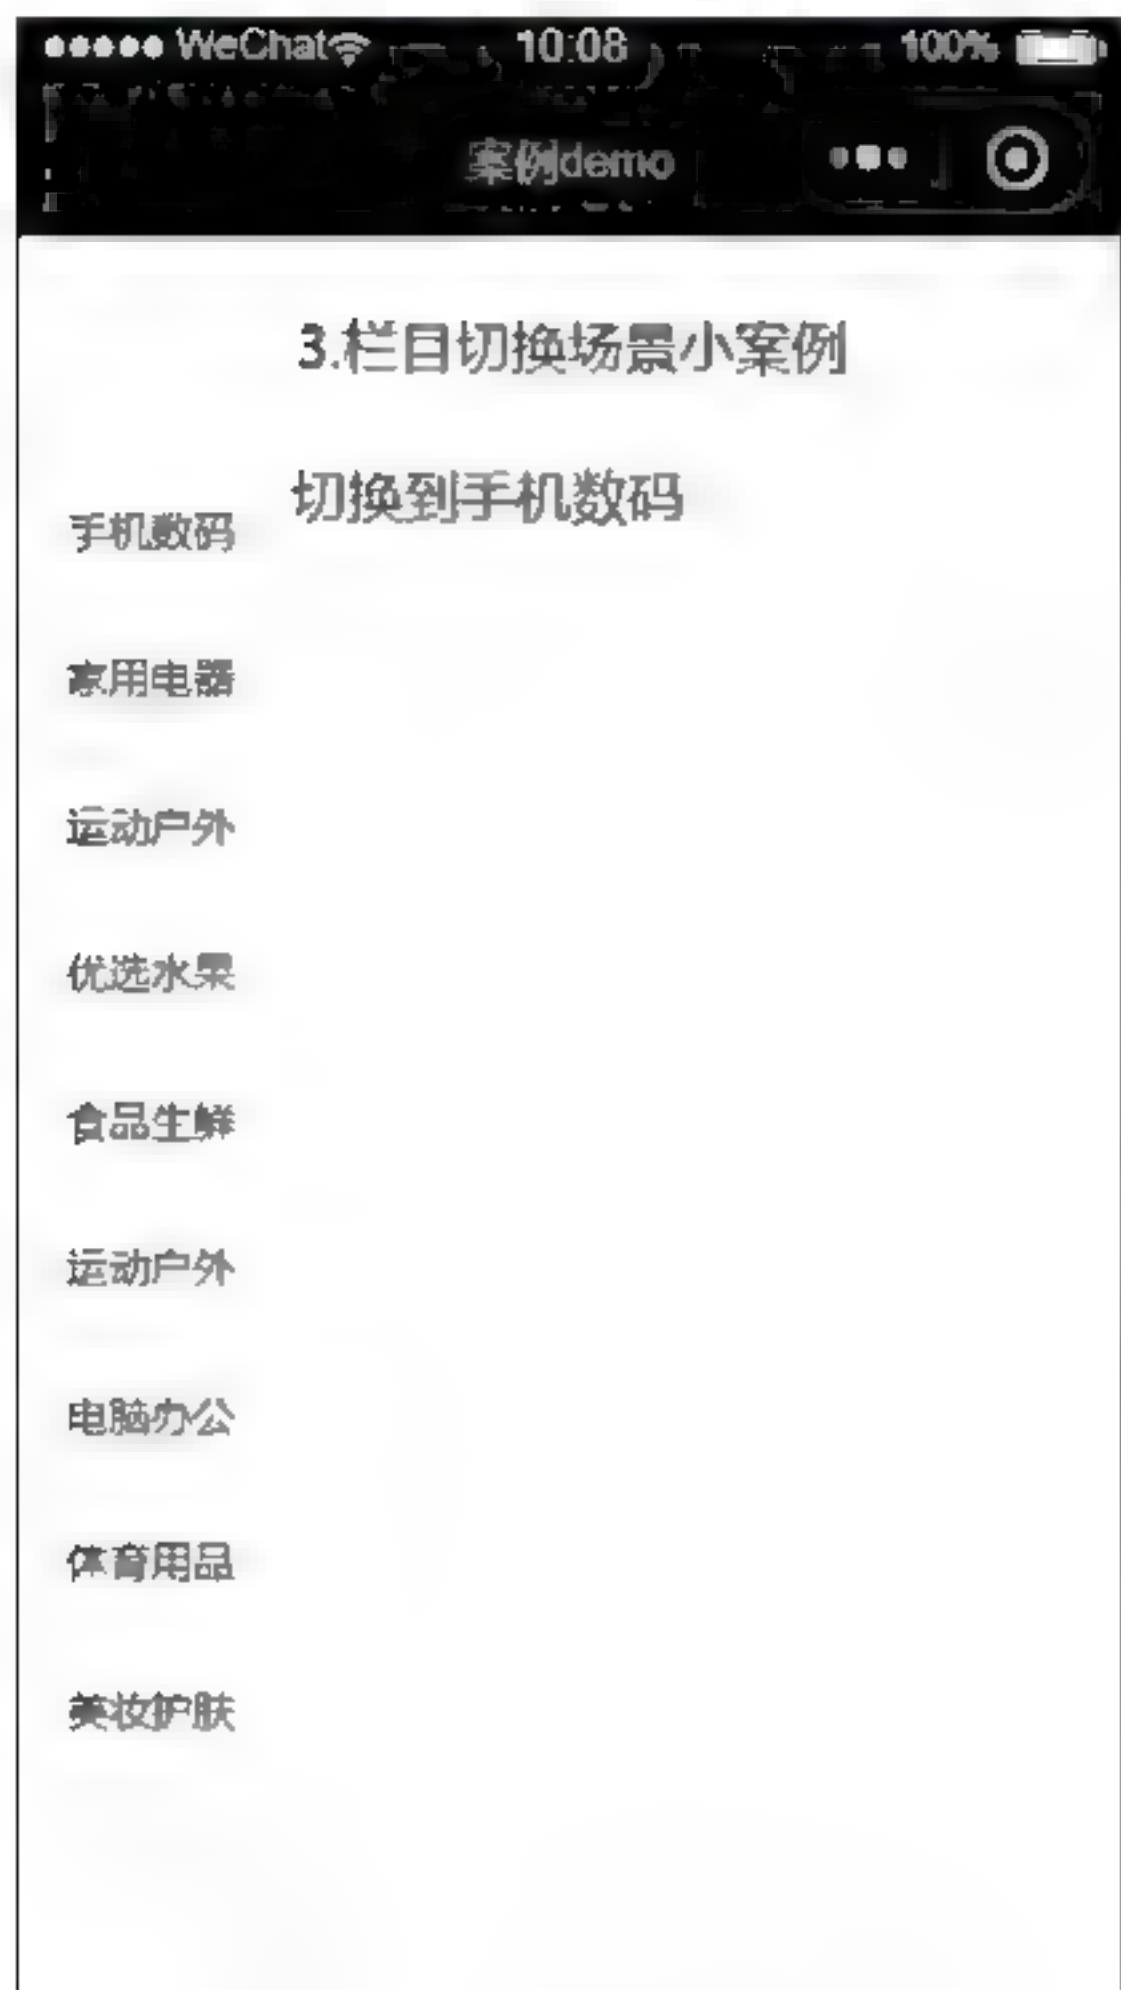 WeChat 10:08 100%
案例demo
3.栏目切换场景小案例
切换到手机数码
手机数码
家用电器
运动户外
优选水果
食品生鲜
运动户外
电脑办公
体育用品
美妆护肤